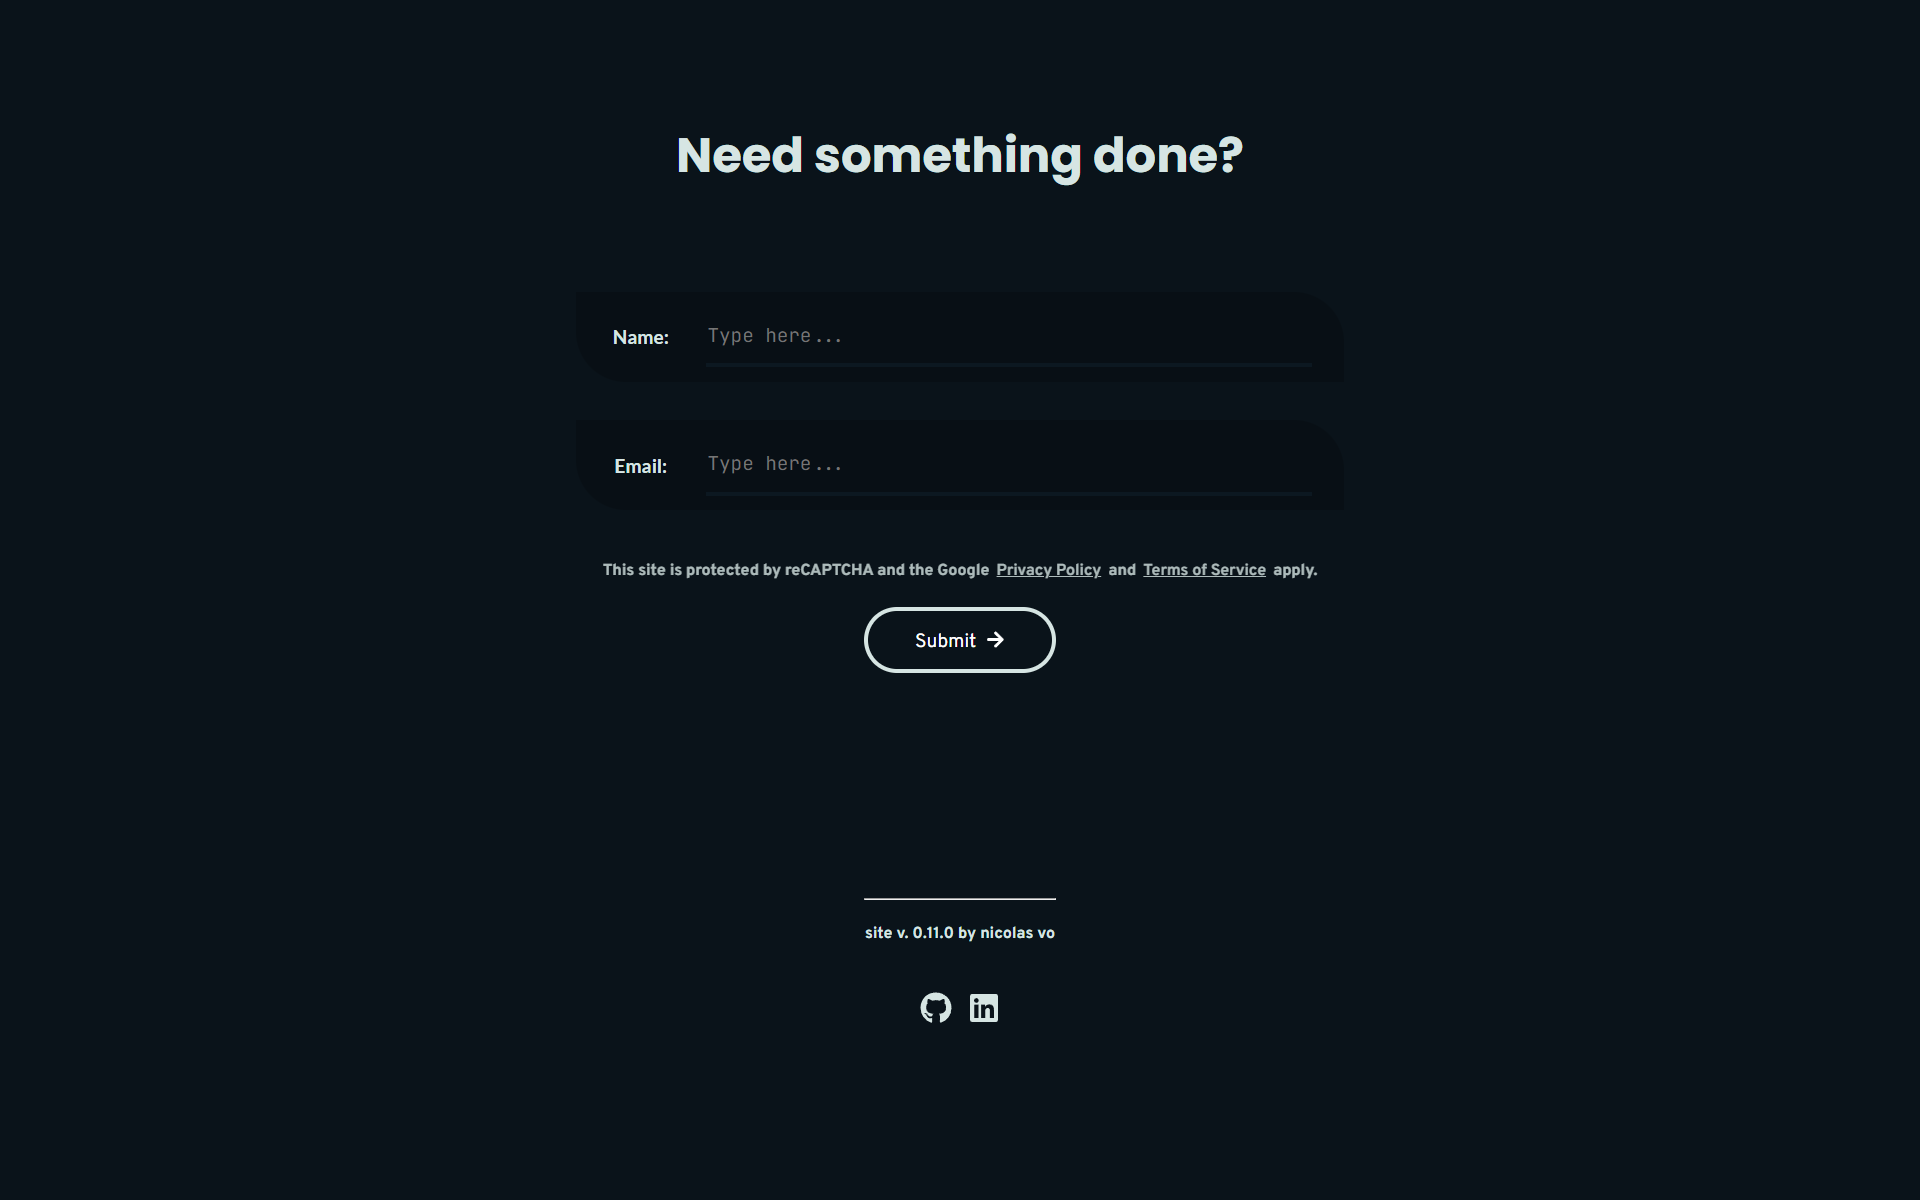 Need something done?
Name: Type here...
Email: Type here...
This site is protected by reCAPTCHA and the Google Privacy Policy and Terms of Service apply.
Submit →
site v. 0.11.0 by nicolas vo
in